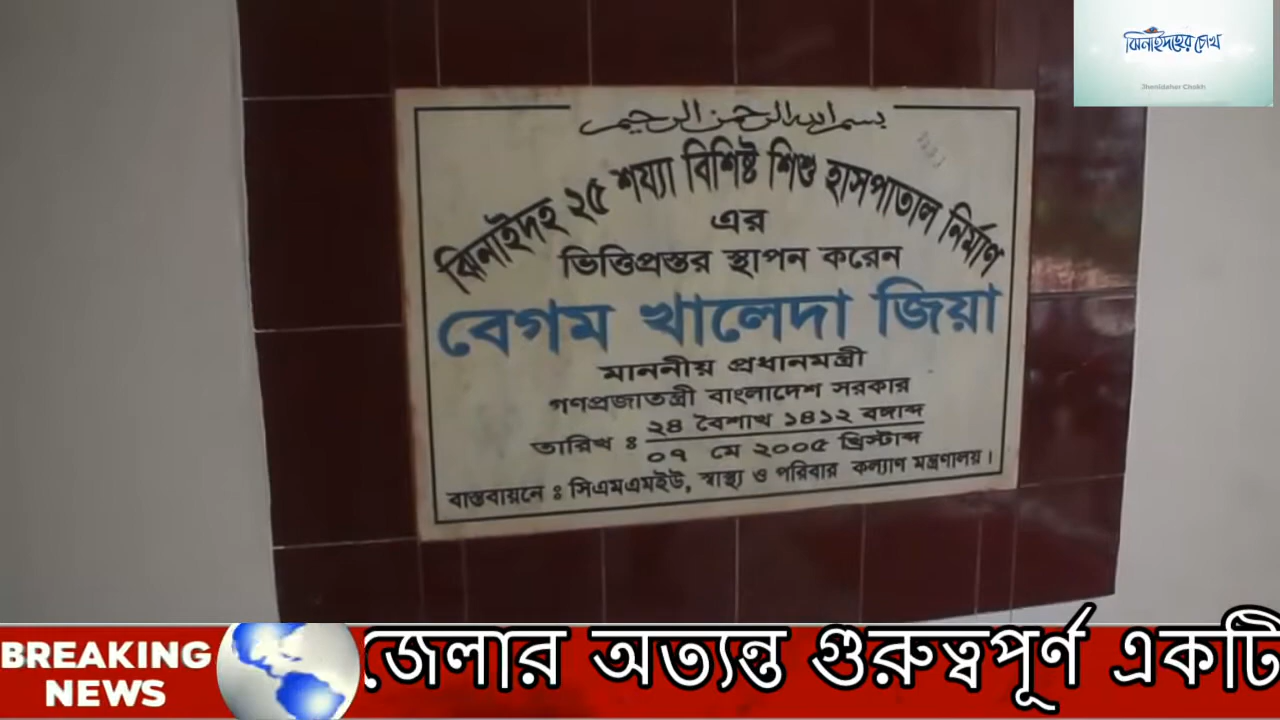 ঝিনাইদহের চোখ
Jhenidaher Chokh
بسم الله الرحمن الرحيم
ঝিনাইদহ ২৫ শয্যা বিশিষ্ট শিশু হাসপাতাল নির্মাণ
এর
ভিত্তিপ্রস্তর স্থাপন করেন
বেগম খালেদা জিয়া
মাননীয় প্রধানমন্ত্রী
গণপ্রজাতন্ত্রী বাংলাদেশ সরকার
তারিখ : ২৪ বৈশাখ ১৪১২ বঙ্গাব্দ
০৭ মে ২০০৫ খ্রিস্টাব্দ
বাস্তবায়নে : সিএমএমইউ, স্বাস্থ্য ও পরিবার কল্যাণ মন্ত্রণালয়।
BREAKING
NEWS
জেলার অত্যন্ত গুরুত্বপূর্ণ একটি